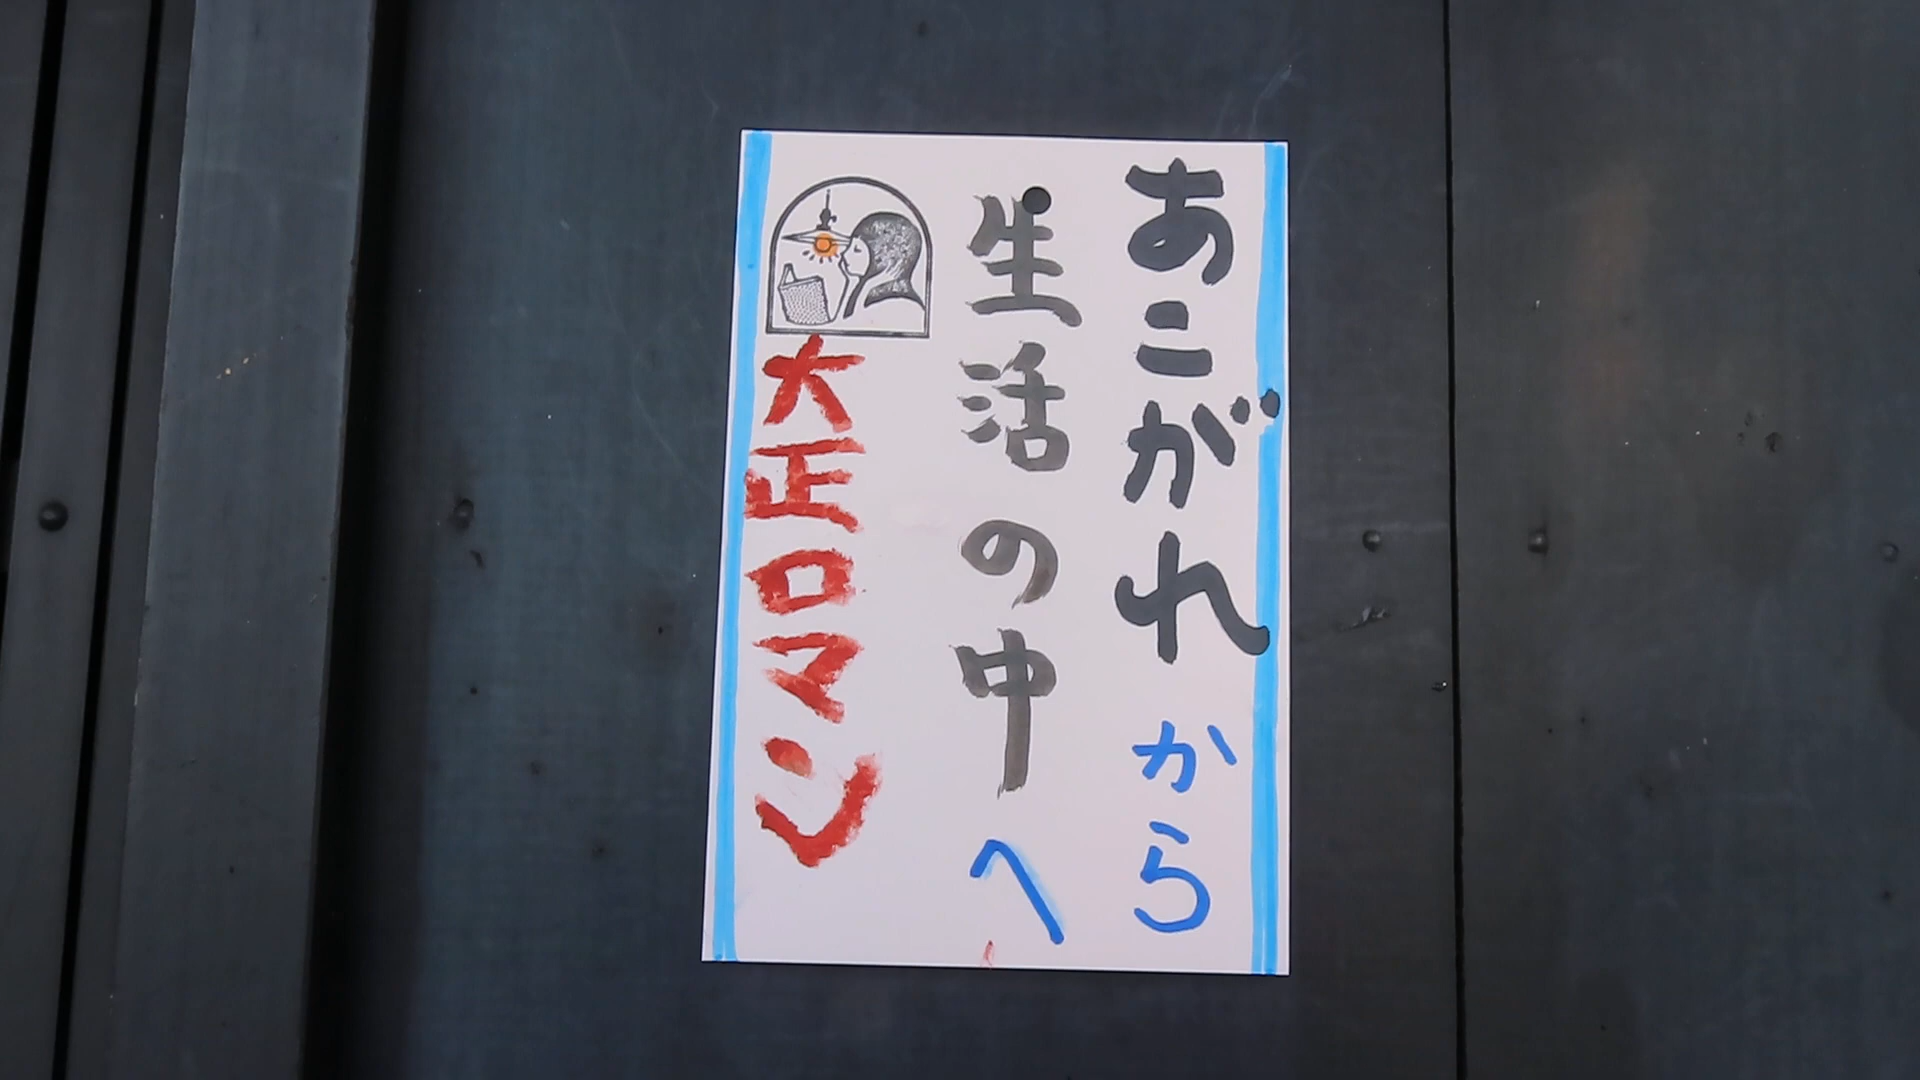 あこがれから
生活の中へ
大正ロマン